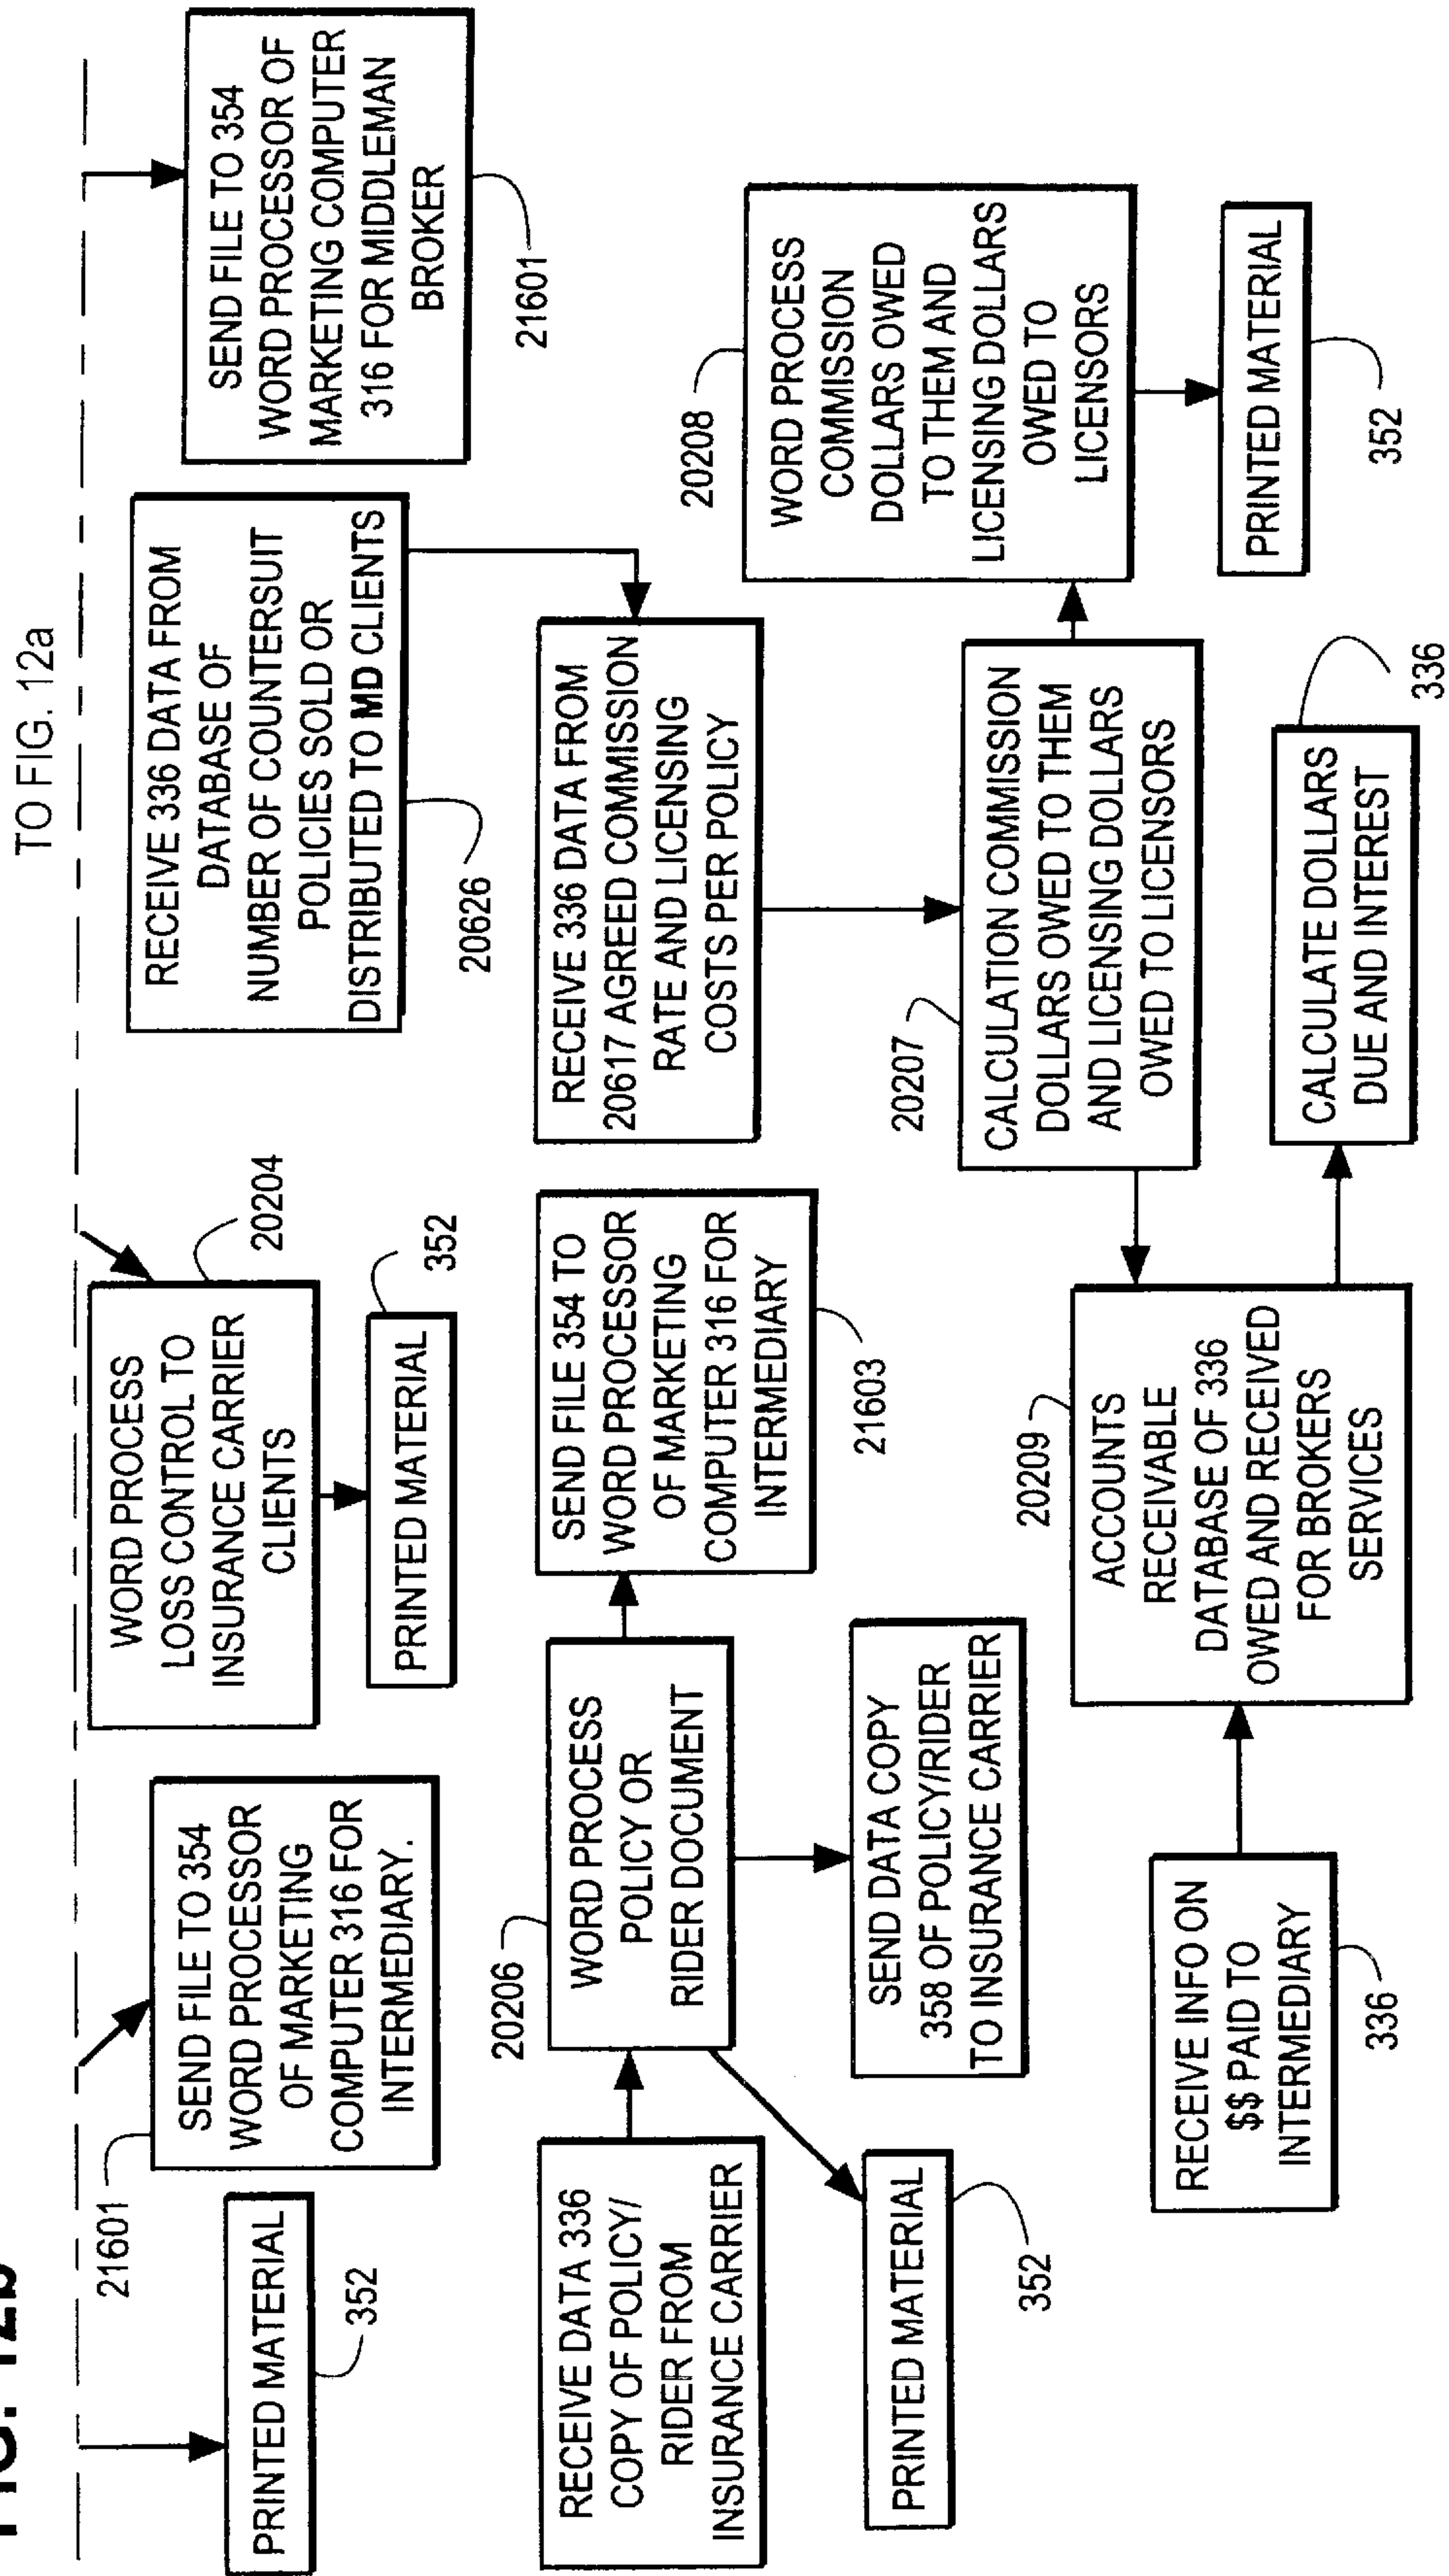 FIG. 12b
TO FIG. 12a
PRINTED MATERIAL
352
21601
SEND FILE TO 354
WORD PROCESSOR
OF MARKETING
COMPUTER 316 FOR
INTERMEDIARY.
WORD PROCESS
LOSS CONTROL TO
INSURANCE CARRIER
CLIENTS
20204
PRINTED MATERIAL
352
RECEIVE 336 DATA FROM
DATABASE OF
NUMBER OF COUNTERSUIT
POLICIES SOLD OR
DISTRIBUTED TO MD CLIENTS
20626
SEND FILE TO 354
WORD PROCESSOR OF
MARKETING COMPUTER
316 FOR MIDDLEMAN
BROKER
21601
RECEIVE DATA 336
COPY OF POLICY/
RIDER FROM
INSURANCE CARRIER
20206
WORD PROCESS
POLICY OR
RIDER DOCUMENT
SEND FILE 354 TO
WORD PROCESSOR
OF MARKETING
COMPUTER 316 FOR
INTERMEDIARY
21603
RECEIVE 336 DATA FROM
20617 AGREED COMMISSION
RATE AND LICENSING
COSTS PER POLICY
20208
WORD PROCESS
COMMISSION
DOLLARS OWED
TO THEM AND
LICENSING DOLLARS
OWED TO
LICENSORS
PRINTED MATERIAL
352
SEND DATA COPY
358 OF POLICY/RIDER
TO INSURANCE CARRIER
20207
CALCULATION COMMISSION
DOLLARS OWED TO THEM
AND LICENSING DOLLARS
OWED TO LICENSORS
PRINTED MATERIAL
352
RECEIVE INFO ON
$$ PAID TO
INTERMEDIARY
336
20209
ACCOUNTS
RECEIVABLE
DATABASE OF 336
OWED AND RECEIVED
FOR BROKERS
SERVICES
CALCULATE DOLLARS
DUE AND INTEREST
336